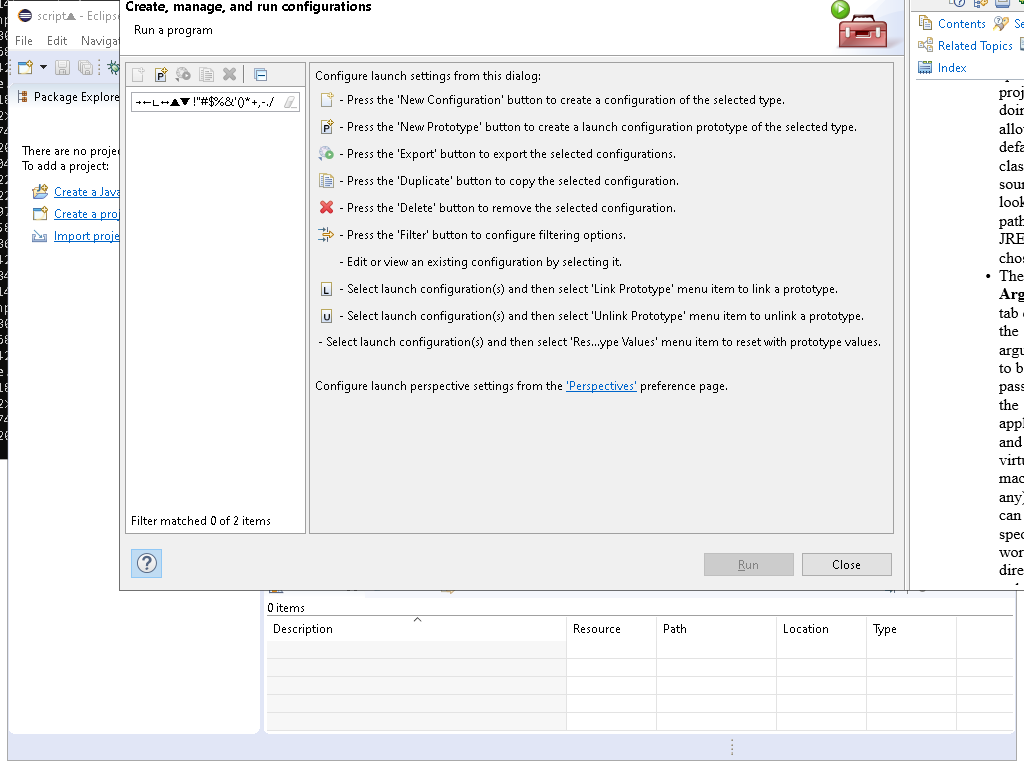 Create, manage, and run configurations
Run a program
script▲ - Eclips
File Edit Naviga
Package Explore
There are no projec
To add a project:
Create a Java
Create a proj
Import proje
→←∟↔▲▼ !"#$%&'()*+,-./
Filter matched 0 of 2 items
Configure launch settings from this dialog:
- Press the 'New Configuration' button to create a configuration of the selected type.
- Press the 'New Prototype' button to create a launch configuration prototype of the selected type.
- Press the 'Export' button to export the selected configurations.
- Press the 'Duplicate' button to copy the selected configuration.
- Press the 'Delete' button to remove the selected configuration.
- Press the 'Filter' button to configure filtering options.
- Edit or view an existing configuration by selecting it.
L - Select launch configuration(s) and then select 'Link Prototype' menu item to link a prototype.
U - Select launch configuration(s) and then select 'Unlink Prototype' menu item to unlink a prototype.
- Select launch configuration(s) and then select 'Res...ype Values' menu item to reset with prototype values.
Configure launch perspective settings from the 'Perspectives' preference page.
Run Close
Contents Se
Related Topics
Index
proj
doin
allo
defa
clas
sour
look
path
JRE
chos
• The
Arg
tab
the
argu
to b
pass
the
appl
and
virtu
mac
any)
can
spec
wor
dire
0 items
Description Resource Path Location Type